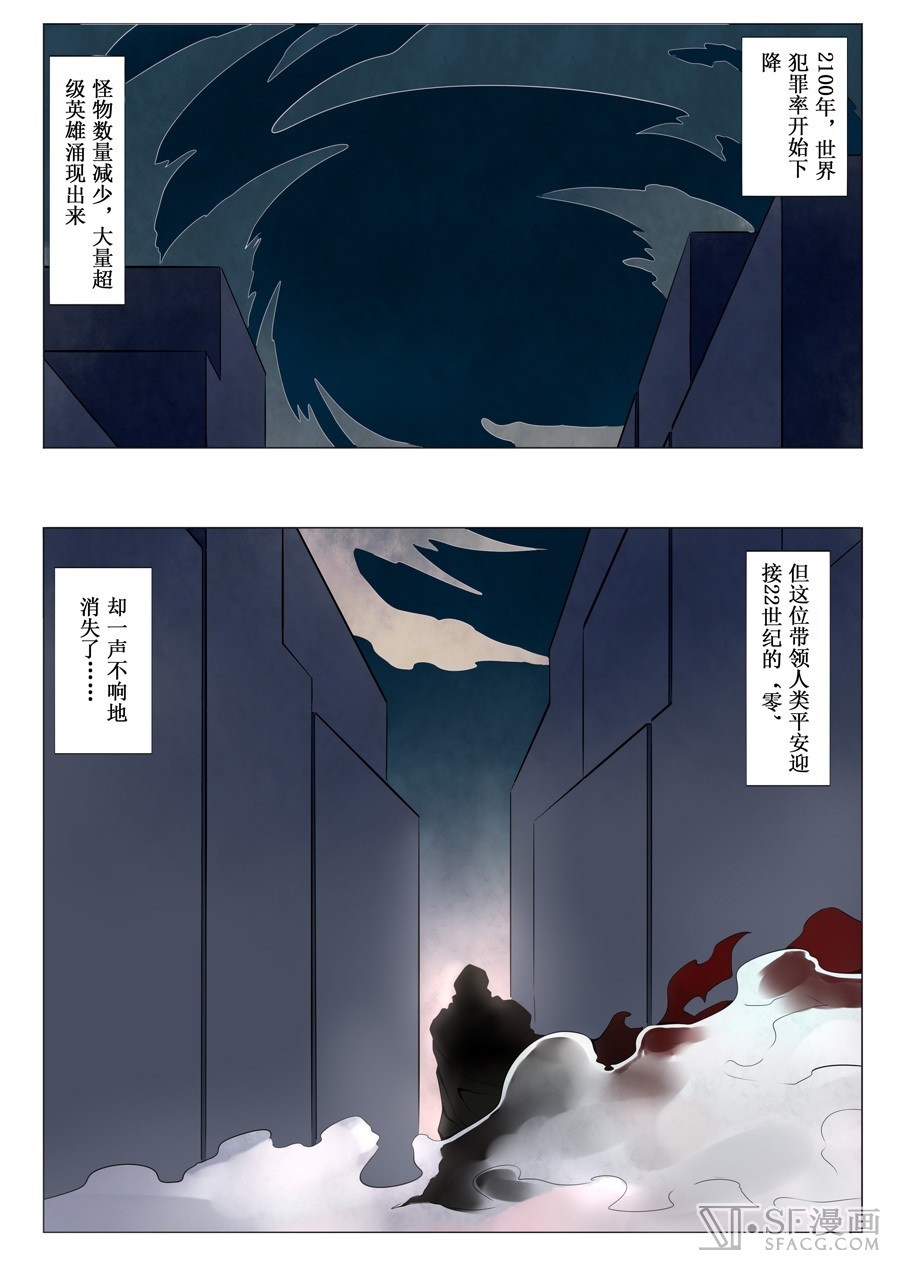 2100年，世界
犯罪率开始下
降
怪物数量减少，大量超
级英雄涌现出来
但这位带领人类平安迎
接22世纪的‘零’
却一声不响地
消失了……
SF漫画
SFACG.COM